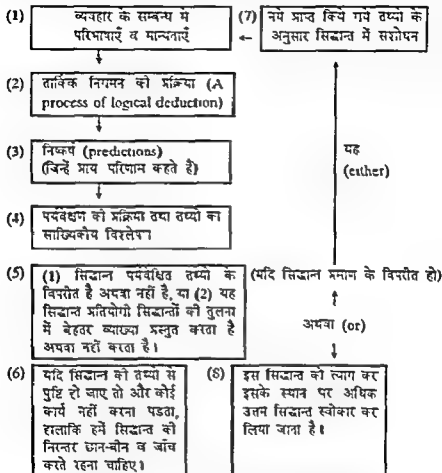 (1) व्यवहार के सम्बन्ध में
परिभाषाएँ व मान्यताएँ
(2) तार्किक निगमन की प्रक्रिया (A
process of logical deduction)
(3) निष्कर्ष (predictions)
(जिन्हें प्राय परिणाम कहते हैं)
(4) पर्यवेक्षण की प्रक्रिया तथा तथ्यों का
सांख्यिकीय विश्लेषण
(5) (1) सिद्धान्त पर्यवेक्षित तथ्यों के
विपरीत है अथवा नहीं है, या (2) यह
सिद्धान्त प्रतियोगी सिद्धान्तों की तुलना
में बेहतर व्याख्या प्रस्तुत करता है
अथवा नहीं करता है।
(6) यदि सिद्धान्त की तथ्यों से
पुष्टि हो जाए तो और कोई
कार्य नहीं करना पडता,
हालाकि हमें सिद्धान्त की
निरन्तर छान-बीन व जाँच
करते रहना चाहिए।
(7) नये प्राप्त किये गये तथ्यों के
अनुसार सिद्धान्त में सशोधन
यह
(either)
(यदि सिद्धान्त प्रमाण के विपरीत हो)
अथवा (or)
(8) इस सिद्धान्त को त्याग कर
इसके स्थान पर अधिक
उत्तम सिद्धान्त स्वीकार कर
लिया जाता है।